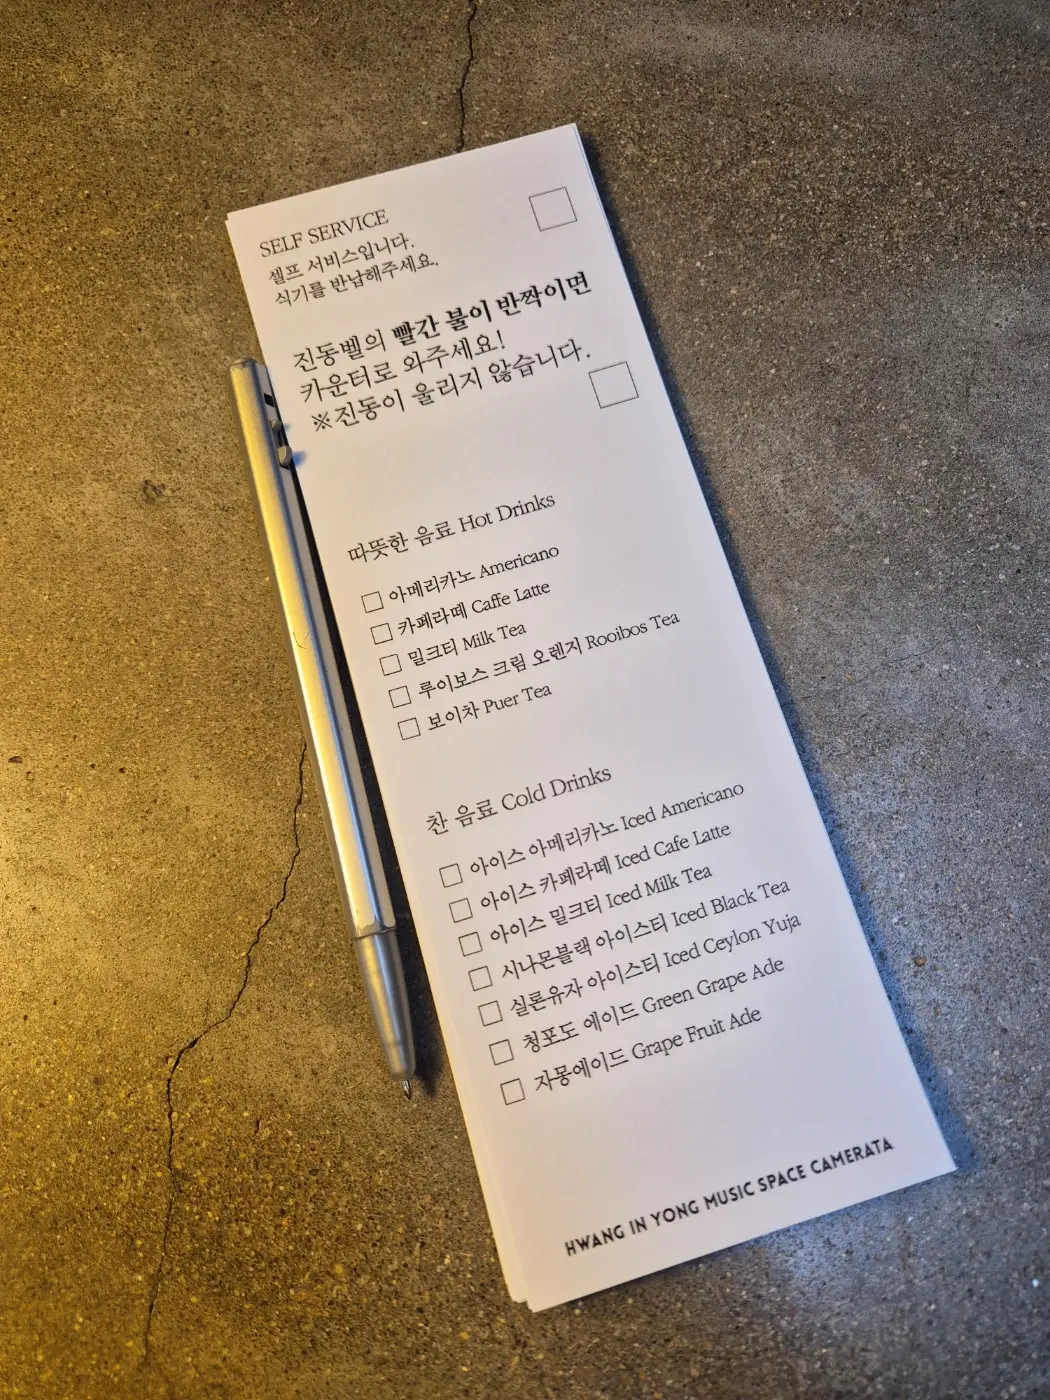 SELF SERVICE
셀프 서비스입니다.
식기를 반납해주세요.
진동벨의 빨간 불이 반짝이면
카운터로 와주세요!
※진동이 울리지 않습니다.
따뜻한 음료 Hot Drinks
아메리카노 Americano
카페라떼 Caffe Latte
밀크티 Milk Tea
루이보스 크림 오렌지 Rooibos Tea
보이차 Puer Tea
찬 음료 Cold Drinks
아이스 아메리카노 Iced Americano
아이스 카페라떼 Iced Cafe Latte
아이스 밀크티 Iced Milk Tea
시나몬블랙 아이스티 Iced Black Tea
실론유자 아이스티 Iced Ceylon Yuja
청포도 에이드 Green Grape Ade
자몽에이드 Grape Fruit Ade
HWANG IN YONG MUSIC SPACE CAMERATA